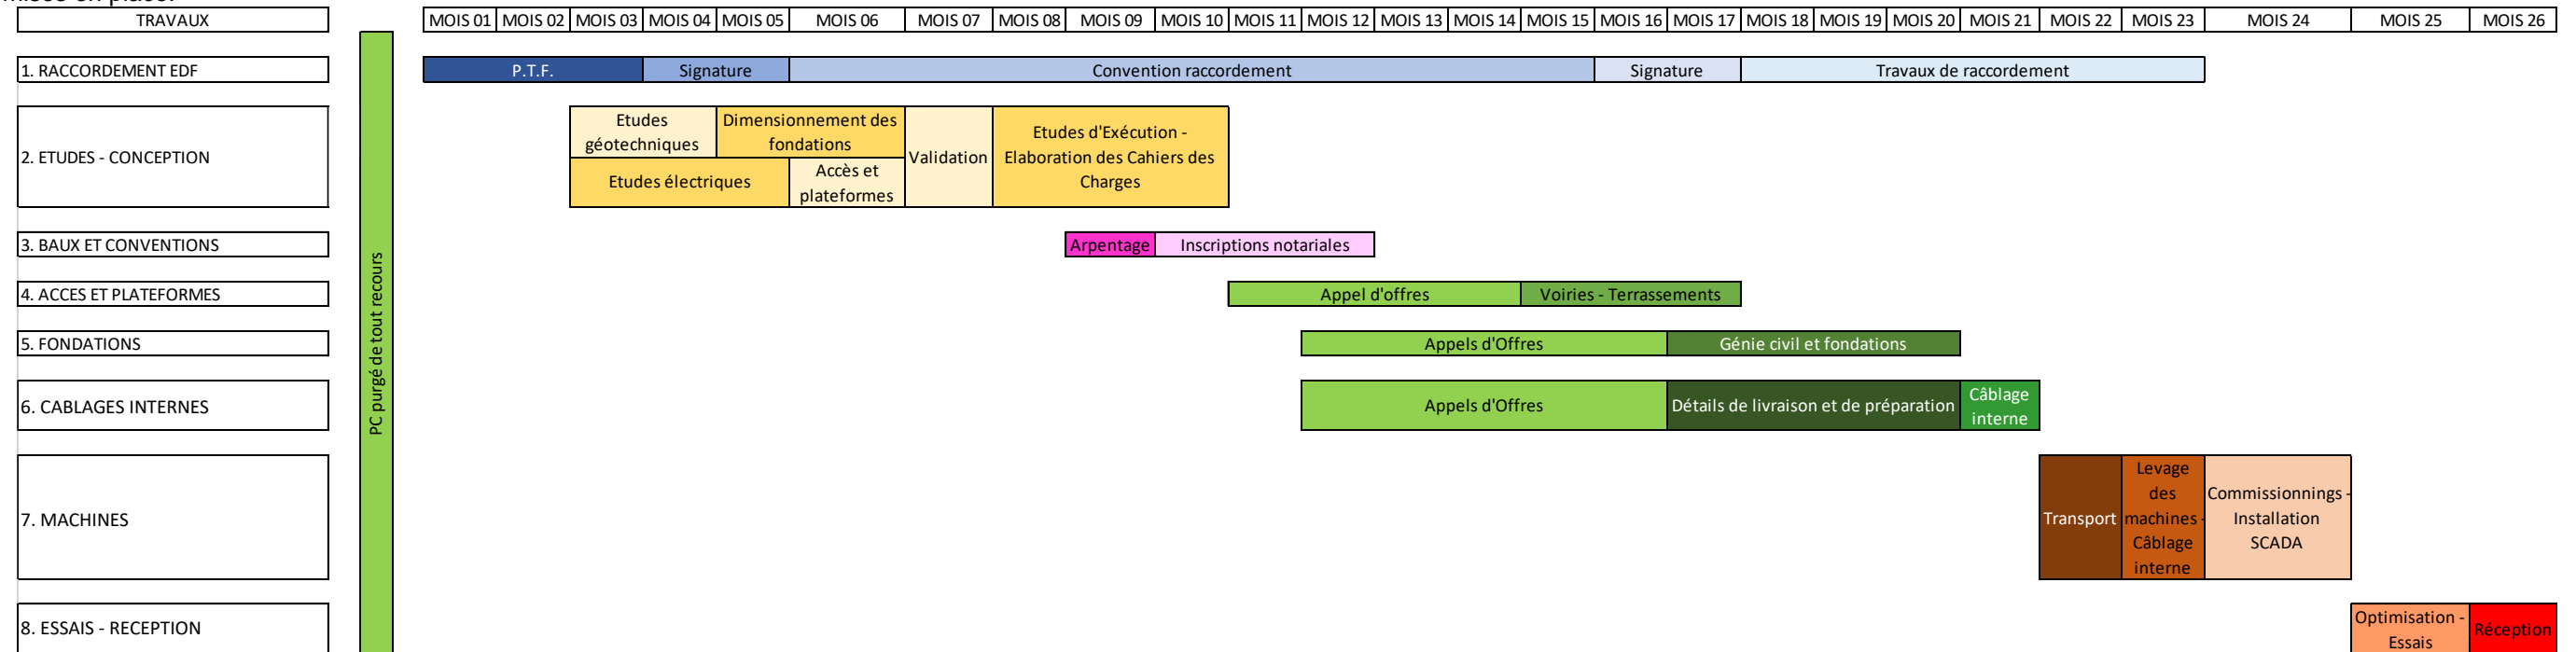 TRAVAUX MOIS 01 MOIS 02 MOIS 03 MOIS 04 MOIS 05 MOIS 06 MOIS 07 MOIS 08 MOIS 09 MOIS 10 MOIS 11 MOIS 12 MOIS 13 MOIS 14 MOIS 15 MOIS 16 MOIS 17 MOIS 18 MOIS 19 MOIS 20 MOIS 21 MOIS 22 MOIS 23 MOIS 24 MOIS 25 MOIS 26
PC purgé de tout recours
1. RACCORDEMENT EDF P.T.F. Signature Convention raccordement Signature Travaux de raccordement
2. ETUDES - CONCEPTION
Etudes
géotechniques
Dimensionnement des
fondations
Etudes électriques
Accès et
plateformes
Validation
Etudes d'Exécution -
Elaboration des Cahiers des
Charges
3. BAUX ET CONVENTIONS Arpentage Inscriptions notariales
4. ACCES ET PLATEFORMES Appel d'offres Voiries - Terrassements
5. FONDATIONS Appels d'Offres Génie civil et fondations
6. CABLAGES INTERNES Appels d'Offres Détails de livraison et de préparation
Câblage
interne
7. MACHINES
Transport
Levage
des
machines -
Câblage
interne
Commissionnings -
Installation
SCADA
8. ESSAIS - RECEPTION
Optimisation -
Essais
Réception